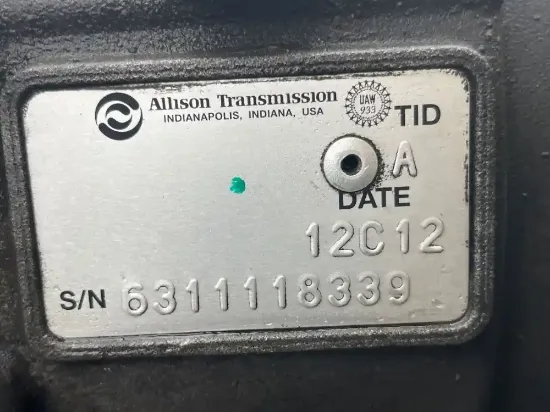 Allison Transmission
INDIANAPOLIS, INDIANA, USA
UAW
933
TID
A
DATE
12C12
S/N 6311118339